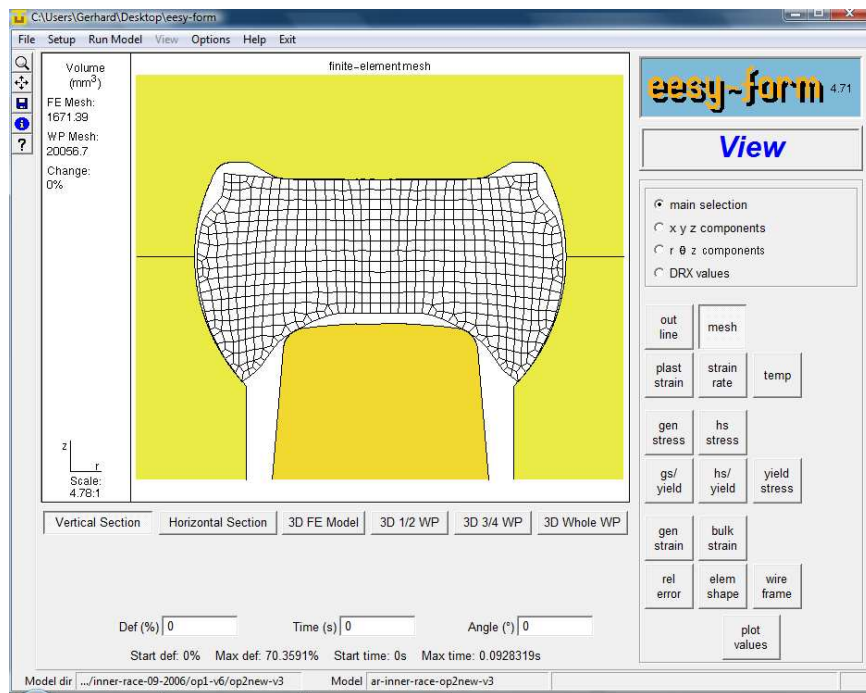 C:\Users\Gerhard\Desktop\eesy-form
File Setup Run Model View Options Help Exit
Volume
(mm³)
FE Mesh:
1671.39
WP Mesh:
20056.7
Change:
0%
finite-element mesh
z
r
Scale:
4.78:1
eesy-form 4.71
View
main selection
x y z components
r θ z components
DRX values
out line
mesh
plast strain
strain rate
temp
gen stress
hs stress
gs/ yield
hs/ yield
yield stress
gen strain
bulk strain
rel error
elem shape
wire frame
plot values
Vertical Section Horizontal Section 3D FE Model 3D 1/2 WP 3D 3/4 WP 3D Whole WP
Def (%) 0 Time (s) 0 Angle (°) 0
Start def: 0% Max def: 70.3591% Start time: 0s Max time: 0.0928319s
Model dir .../inner-race-09-2006/op1-v6/op2new-v3 Model ar-inner-race-op2new-v3